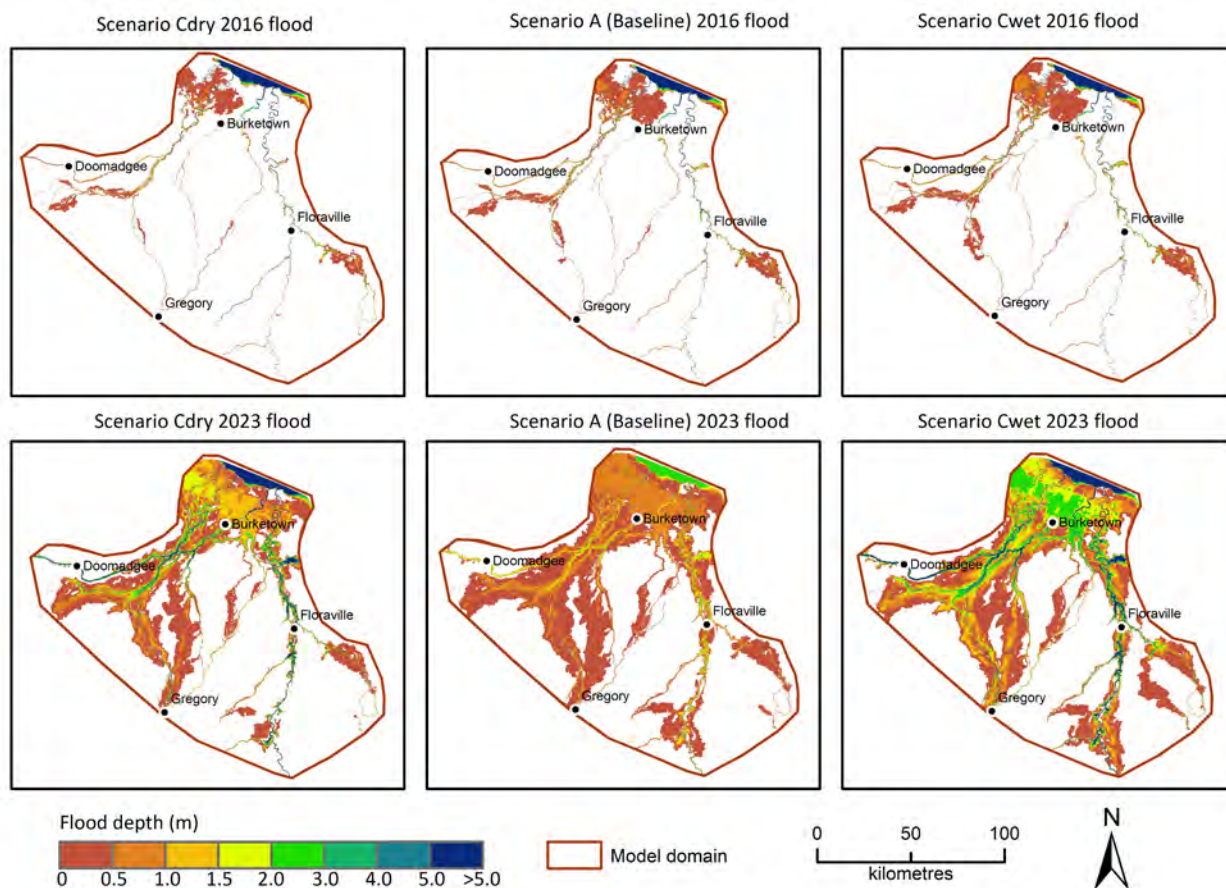 Scenario Cdry 2016 flood
Scenario A (Baseline) 2016 flood
Scenario Cwet 2016 flood
Burketown
Doomadgee
Floraville
Gregory
Burketown
Doomadgee
Floraville
Gregory
Burketown
Doomadgee
Floraville
Gregory
Scenario Cdry 2023 flood
Scenario A (Baseline) 2023 flood
Scenario Cwet 2023 flood
Burketown
Doomadgee
Floraville
Gregory
Burketown
Doomadgee
Floraville
Gregory
Burketown
Doomadgee
Floraville
Gregory
Flood depth (m)
0 0.5 1.0 1.5 2.0 3.0 4.0 5.0 >5.0
Model domain
0 50 100
kilometres
N